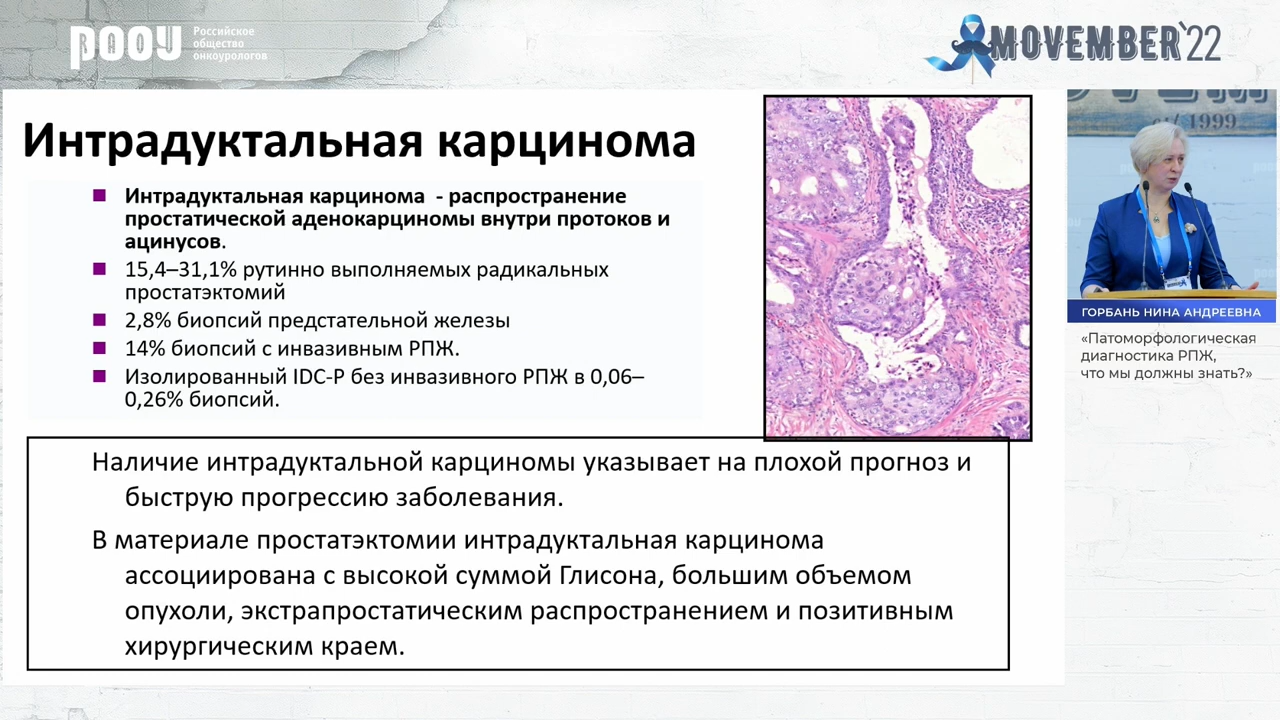 РООУ
Российское
общество
онкоурологов
MOVEMBER'22
Интрадуктальная карцинома
Интрадуктальная карцинома - распространение
простатической аденокарциномы внутри протоков и
ацинусов.
15,4–31,1% рутинно выполняемых радикальных
простатэктомий
2,8% биопсий предстательной железы
14% биопсий с инвазивным РПЖ.
Изолированный IDC-P без инвазивного РПЖ в 0,06–
0,26% биопсий.
Наличие интрадуктальной карциномы указывает на плохой прогноз и
быструю прогрессию заболевания.
В материале простатэктомии интрадуктальная карцинома
ассоциирована с высокой суммой Глисона, большим объемом
опухоли, экстрапростатическим распространением и позитивным
хирургическим краем.
1999
ГОРБАНЬ НИНА АНДРЕЕВНА
«Патоморфологическая
диагностика РПЖ,
что мы должны знать?»